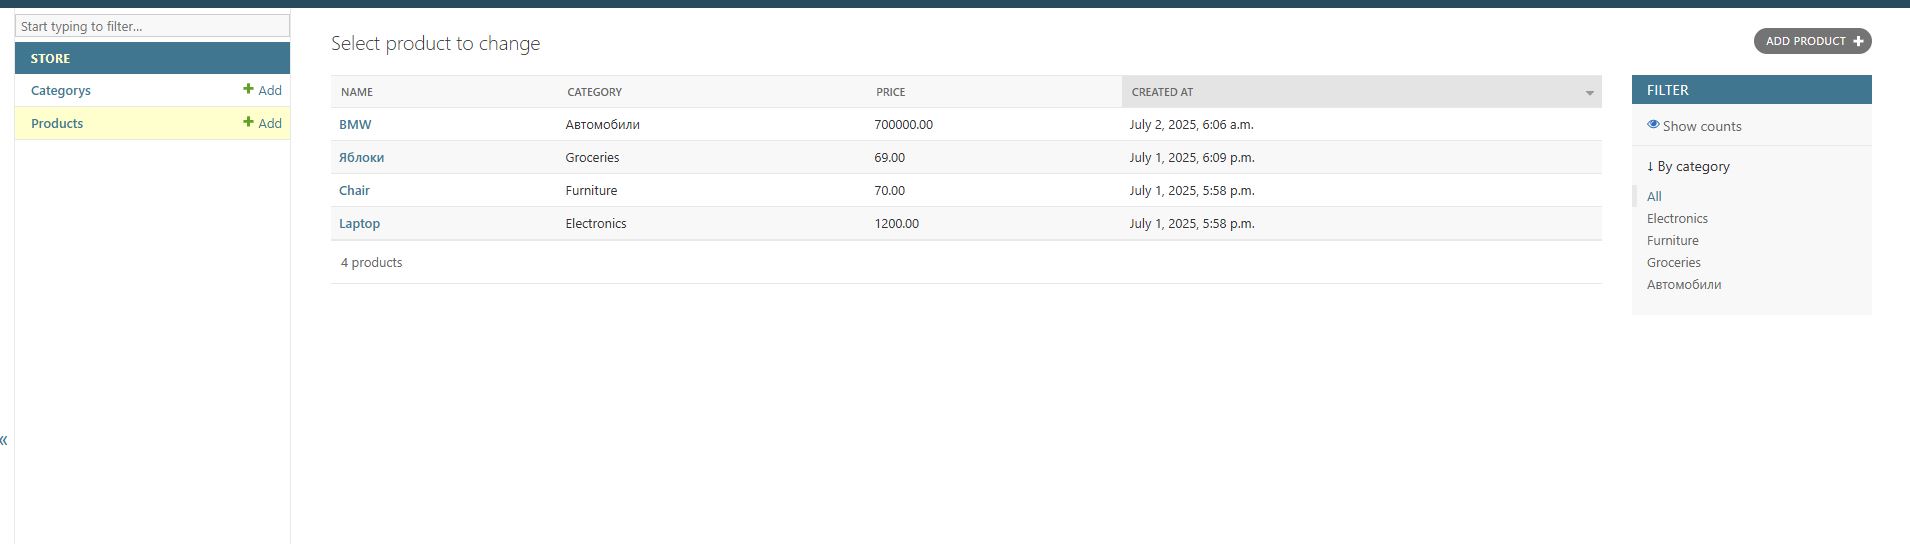 Start typing to filter...
STORE
Categorys + Add
Products + Add
«
Select product to change
ADD PRODUCT +
NAME CATEGORY PRICE CREATED AT
BMW Автомобили 700000.00 July 2, 2025, 6:06 a.m.
Яблоки Groceries 69.00 July 1, 2025, 6:09 p.m.
Chair Furniture 70.00 July 1, 2025, 5:58 p.m.
Laptop Electronics 1200.00 July 1, 2025, 5:58 p.m.
4 products
FILTER
Show counts
↓ By category
All
Electronics
Furniture
Groceries
Автомобили